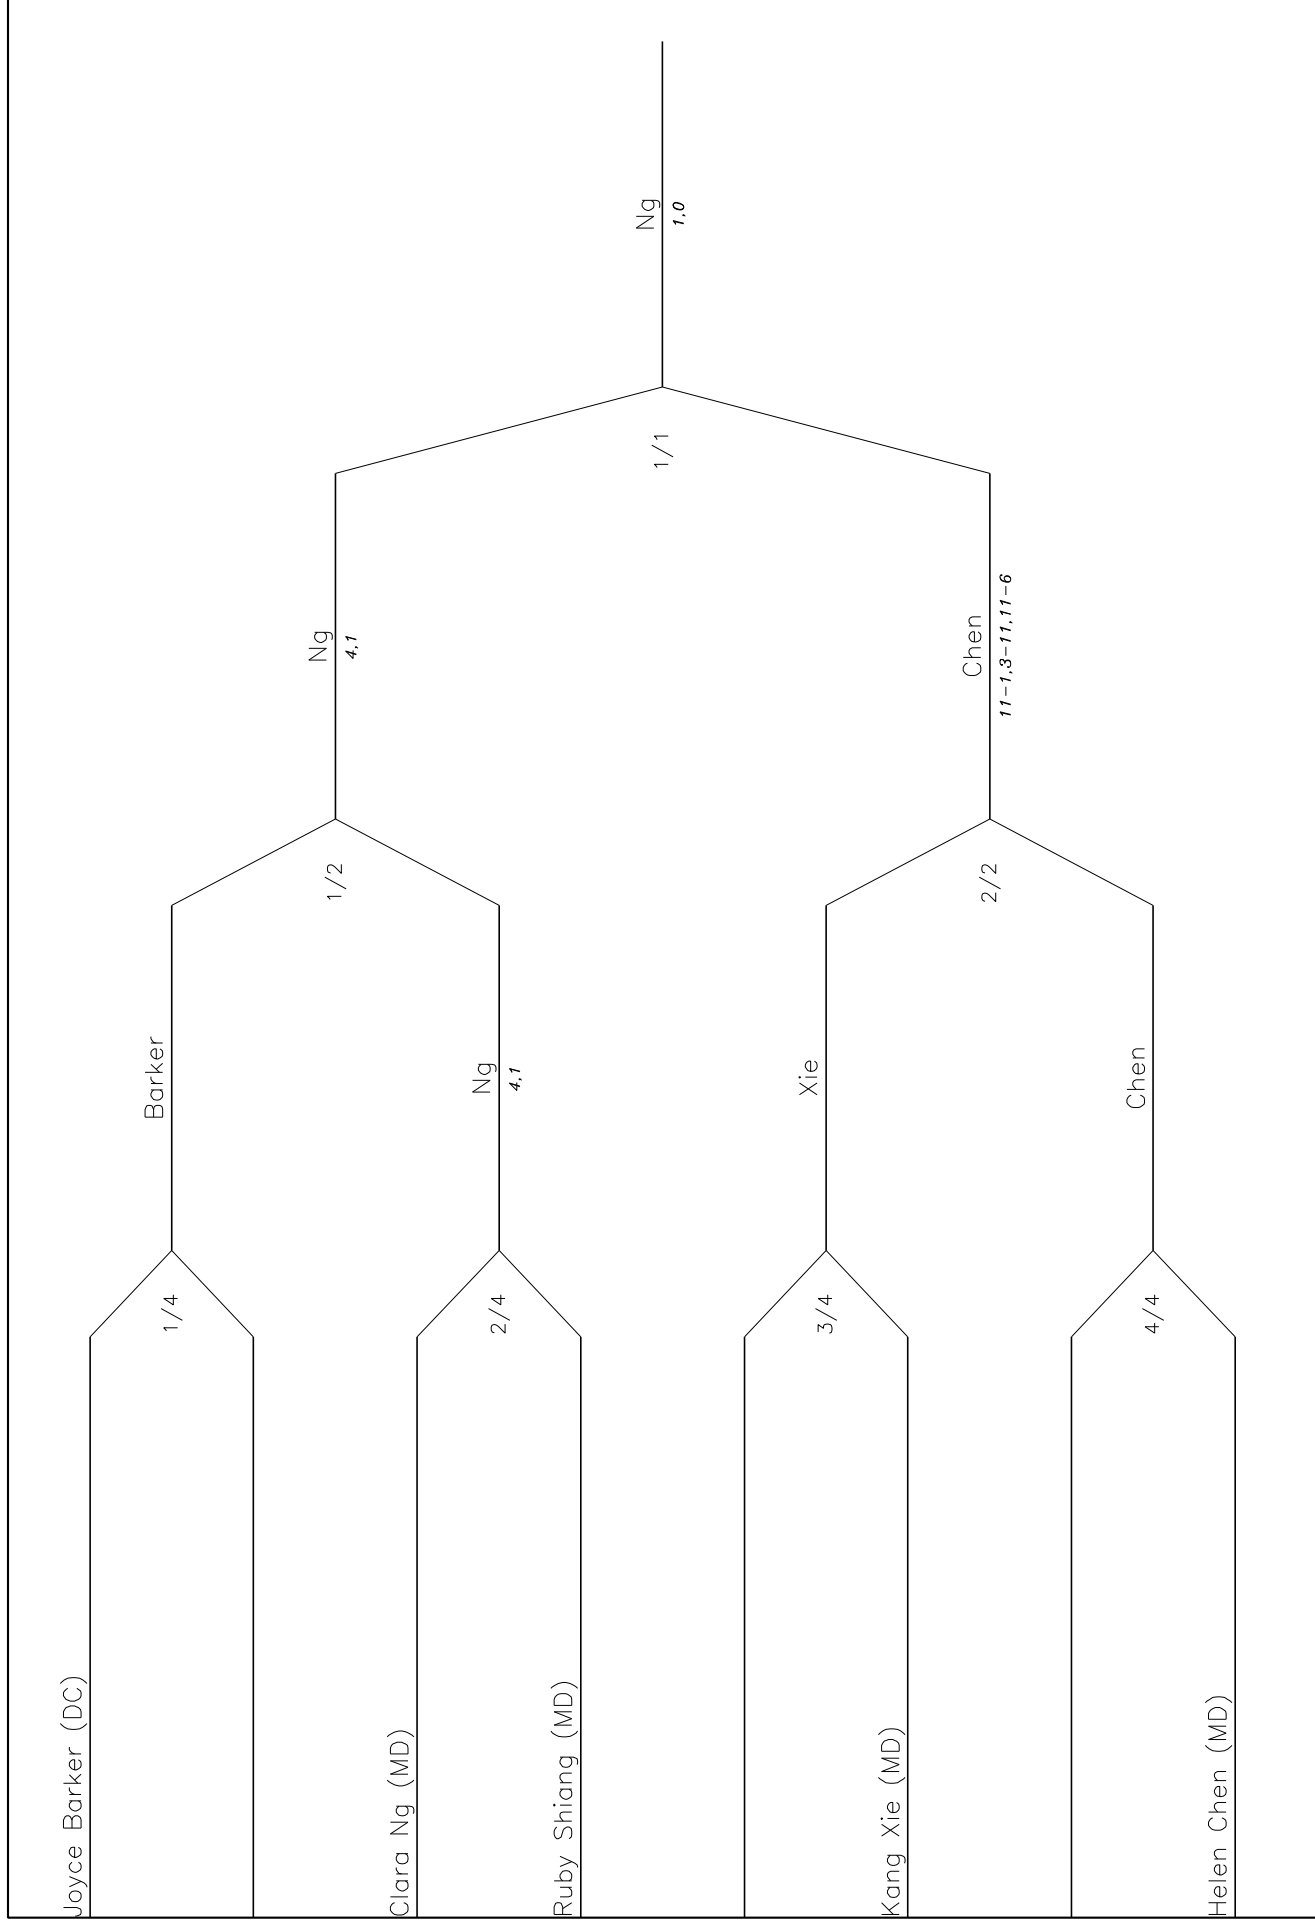 Joyce Barker (DC)
Clara Ng (MD)
Ruby Shiang (MD)
Kang Xie (MD)
Helen Chen (MD)
1/4
2/4
3/4
4/4
Barker
Ng
4,1
Xie
Chen
1/2
2/2
Ng
4,1
Chen
11-1,3-11,11-6
1/1
Ng
1,0